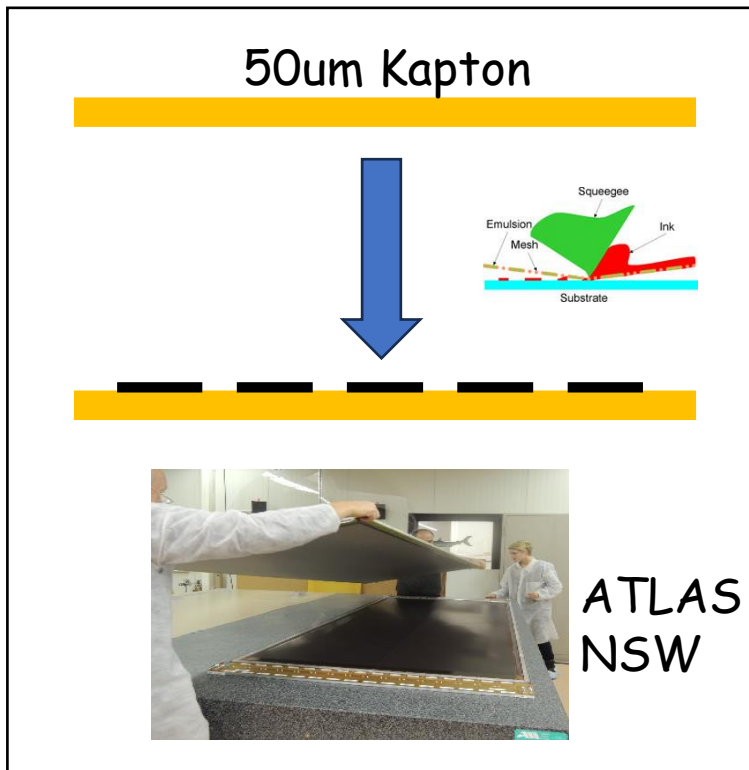 50um Kapton
Squeegee
Emulsion
Ink
Mesh
Substrate
ATLAS
NSW